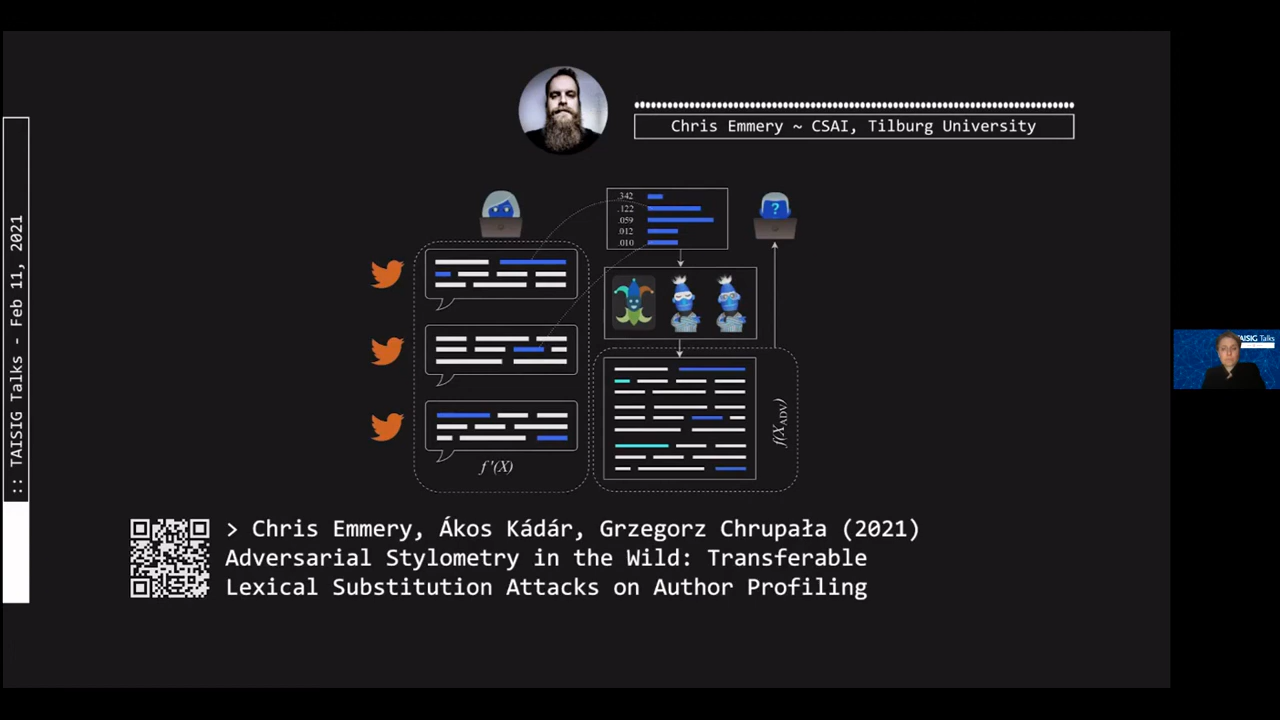 Chris Emmery ~ CSAI, Tilburg University
:: TAISIG Talks - Feb 11, 2021
.342
.122
.059
.012
.010
?
f'(X)
f(XADV)
> Chris Emmery, Ákos Kádár, Grzegorz Chrupała (2021)
Adversarial Stylometry in the Wild: Transferable
Lexical Substitution Attacks on Author Profiling
TAISIG Talks